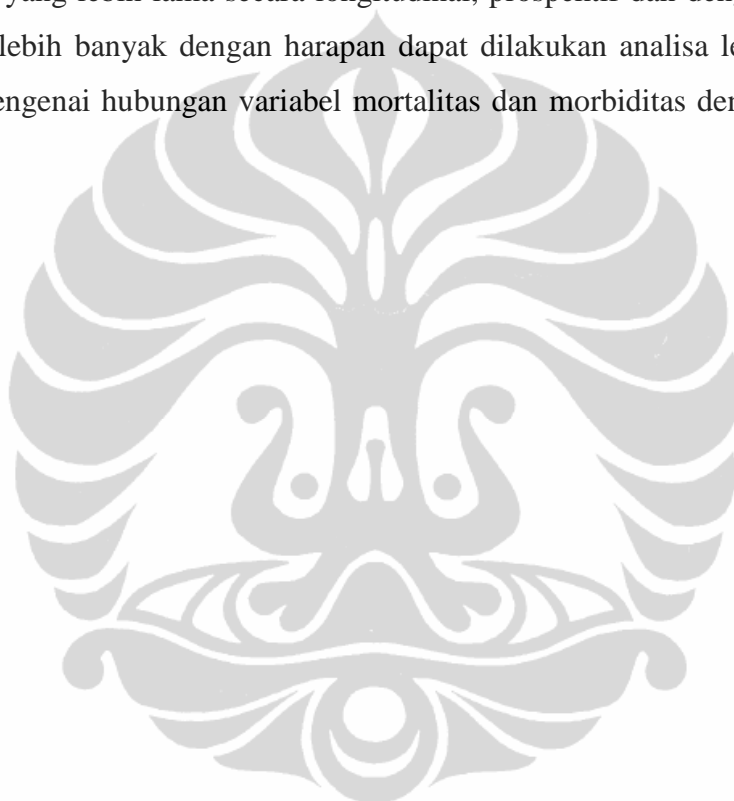 yang lebih lama secara longitudinal, prospektif dan deng
lebih banyak dengan harapan dapat dilakukan analisa le
engenai hubungan variabel mortalitas dan morbiditas den